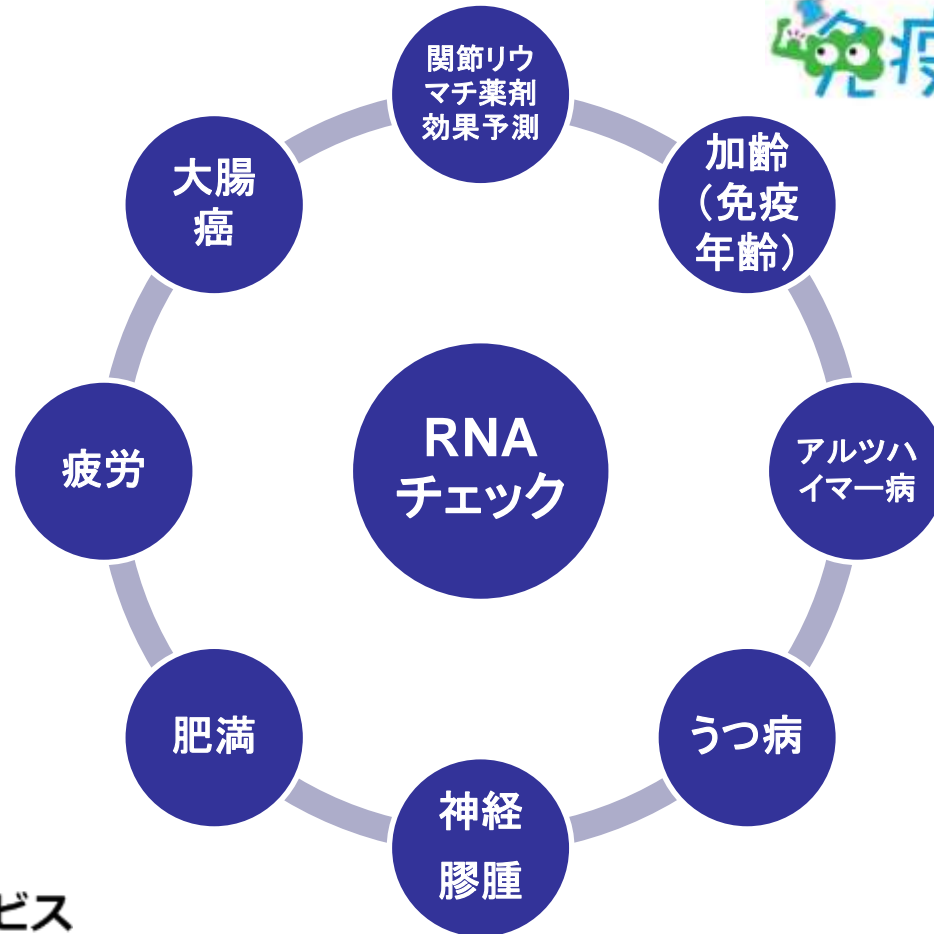 免疫
関節リウ
マチ薬剤
効果予測
加齢
（免疫
年齢）
アルツハ
イマー病
うつ病
神経
膠腫
肥満
疲労
大腸
癌
RNA
チェック
ビス